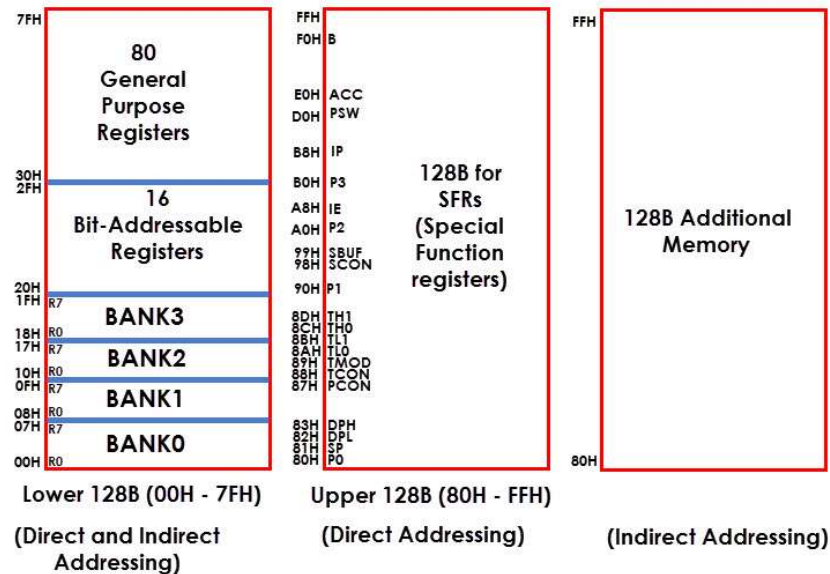 7FH
80
General
Purpose
Registers
30H
2FH
16
Bit-Addressable
Registers
20H
1FH R7
BANK3
18H R0
17H R7
BANK2
10H R0
0FH R7
BANK1
08H R0
07H R7
BANK0
00H R0
Lower 128B (00H - 7FH)
(Direct and Indirect
Addressing)
FFH
F0H B
E0H ACC
D0H PSW
B8H IP
B0H P3
A8H IE
A0H P2
99H SBUF
98H SCON
90H P1
8DH TH1
8CH TH0
8BH TL1
8AH TL0
89H TMOD
88H TCON
87H PCON
83H DPH
82H DPL
81H SP
80H P0
128B for
SFRs
(Special
Function
registers)
Upper 128B (80H - FFH)
(Direct Addressing)
FFH
128B Additional
Memory
80H
(Indirect Addressing)